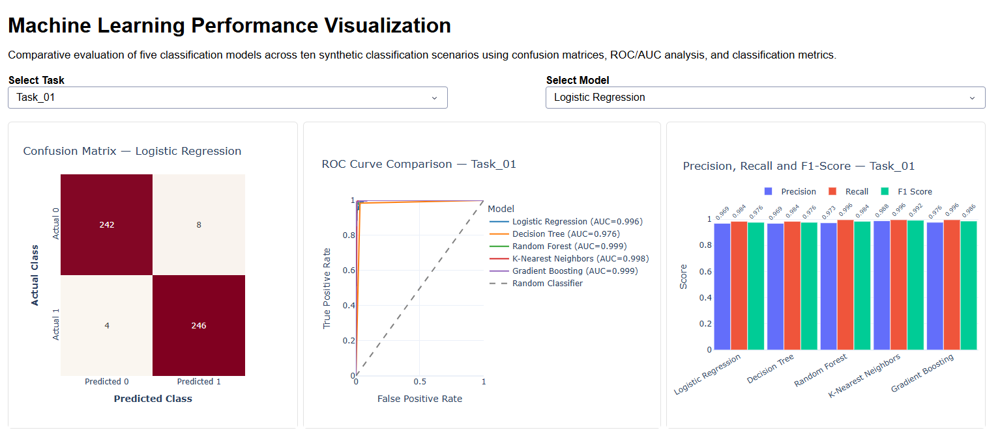 Machine Learning Performance Visualization
Comparative evaluation of five classification models across ten synthetic classification scenarios using confusion matrices, ROC/AUC analysis, and classification metrics.
Select Task
Task_01
Select Model
Logistic Regression
Confusion Matrix — Logistic Regression
Actual Class
Actual 0
242
8
Actual 1
4
246
Predicted 0
Predicted 1
Predicted Class
ROC Curve Comparison — Task_01
True Positive Rate
1
0.8
0.6
0.4
0.2
0
0
0.5
1
False Positive Rate
Model
Logistic Regression (AUC=0.996)
Decision Tree (AUC=0.976)
Random Forest (AUC=0.999)
K-Nearest Neighbors (AUC=0.998)
Gradient Boosting (AUC=0.999)
Random Classifier
Precision, Recall and F1-Score — Task_01
Precision
Recall
F1 Score
0.969
0.984
0.976
0.969
0.984
0.976
0.973
0.996
0.984
0.988
0.996
0.992
0.976
0.996
0.986
Score
1
0.8
0.6
0.4
0.2
0
Logistic Regression
Decision Tree
Random Forest
K-Nearest Neighbors
Gradient Boosting